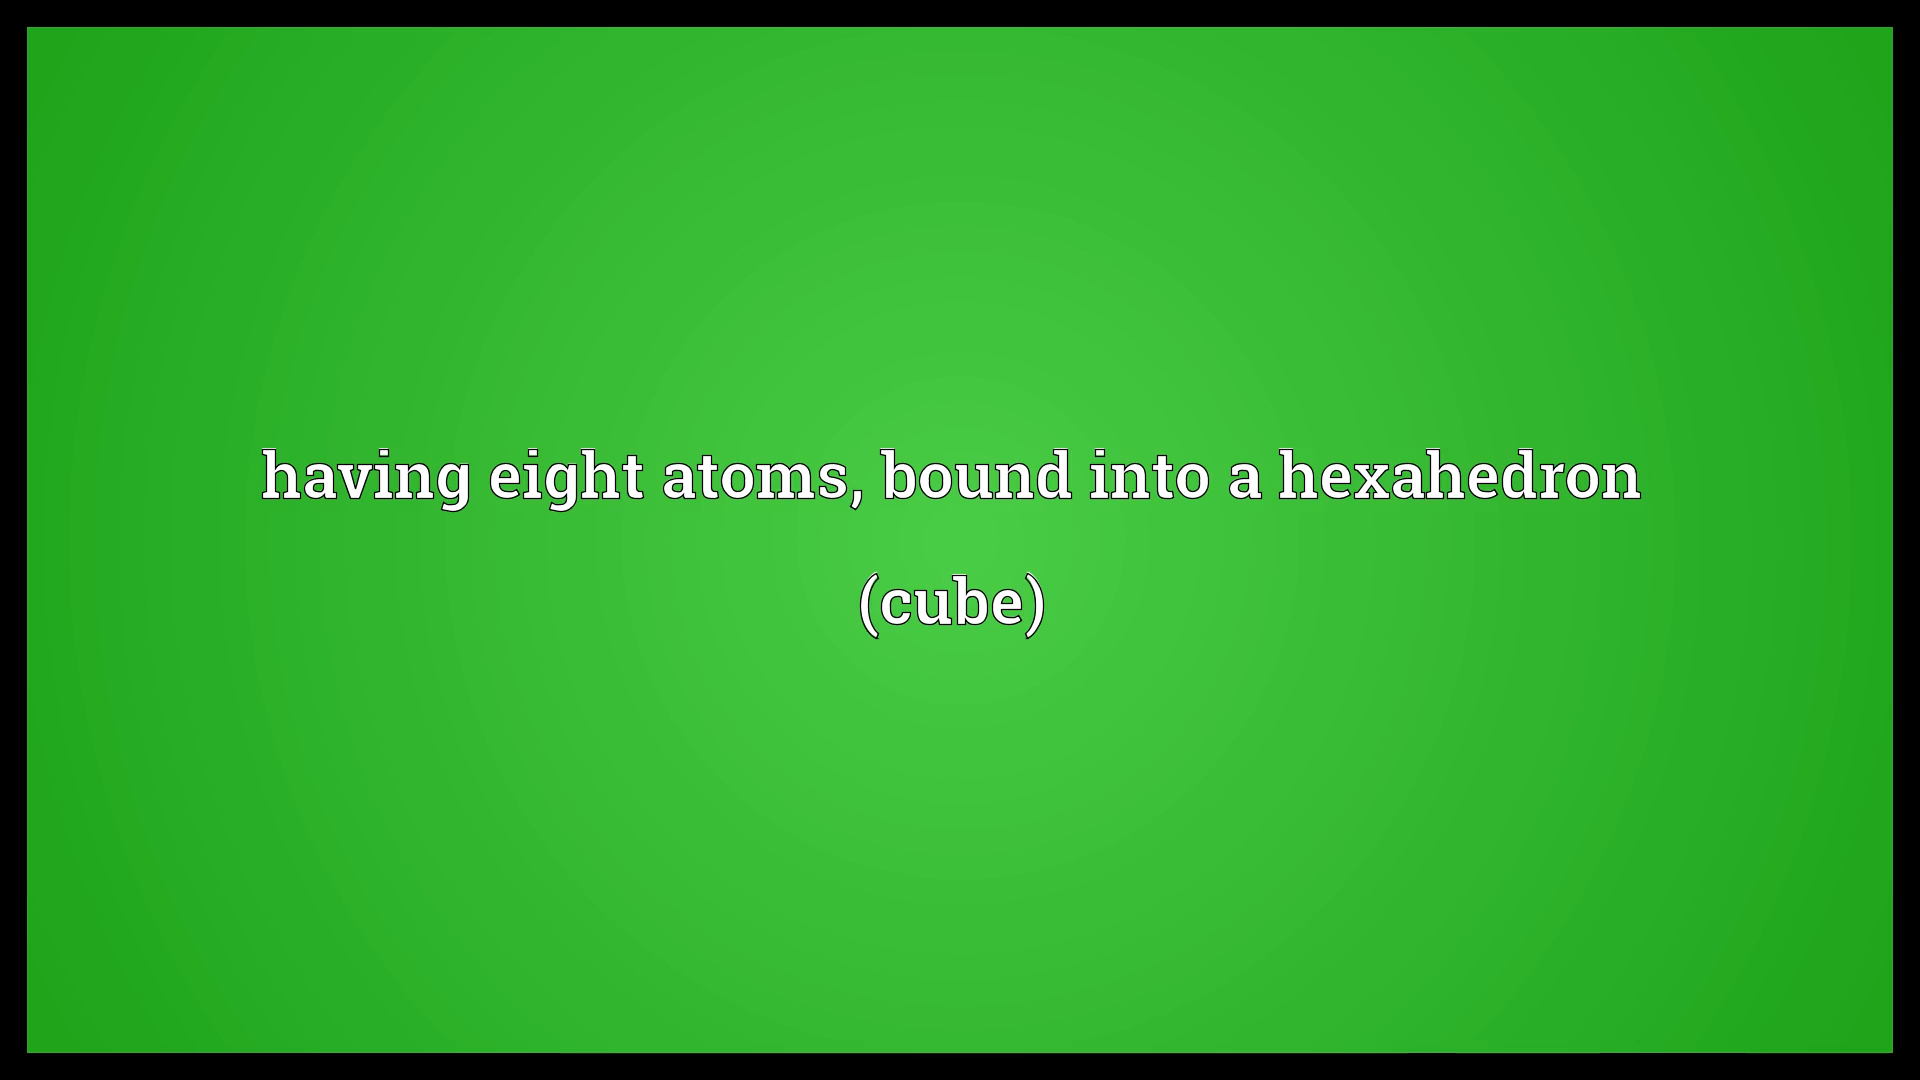 having eight atoms, bound into a hexahedron
(cube)